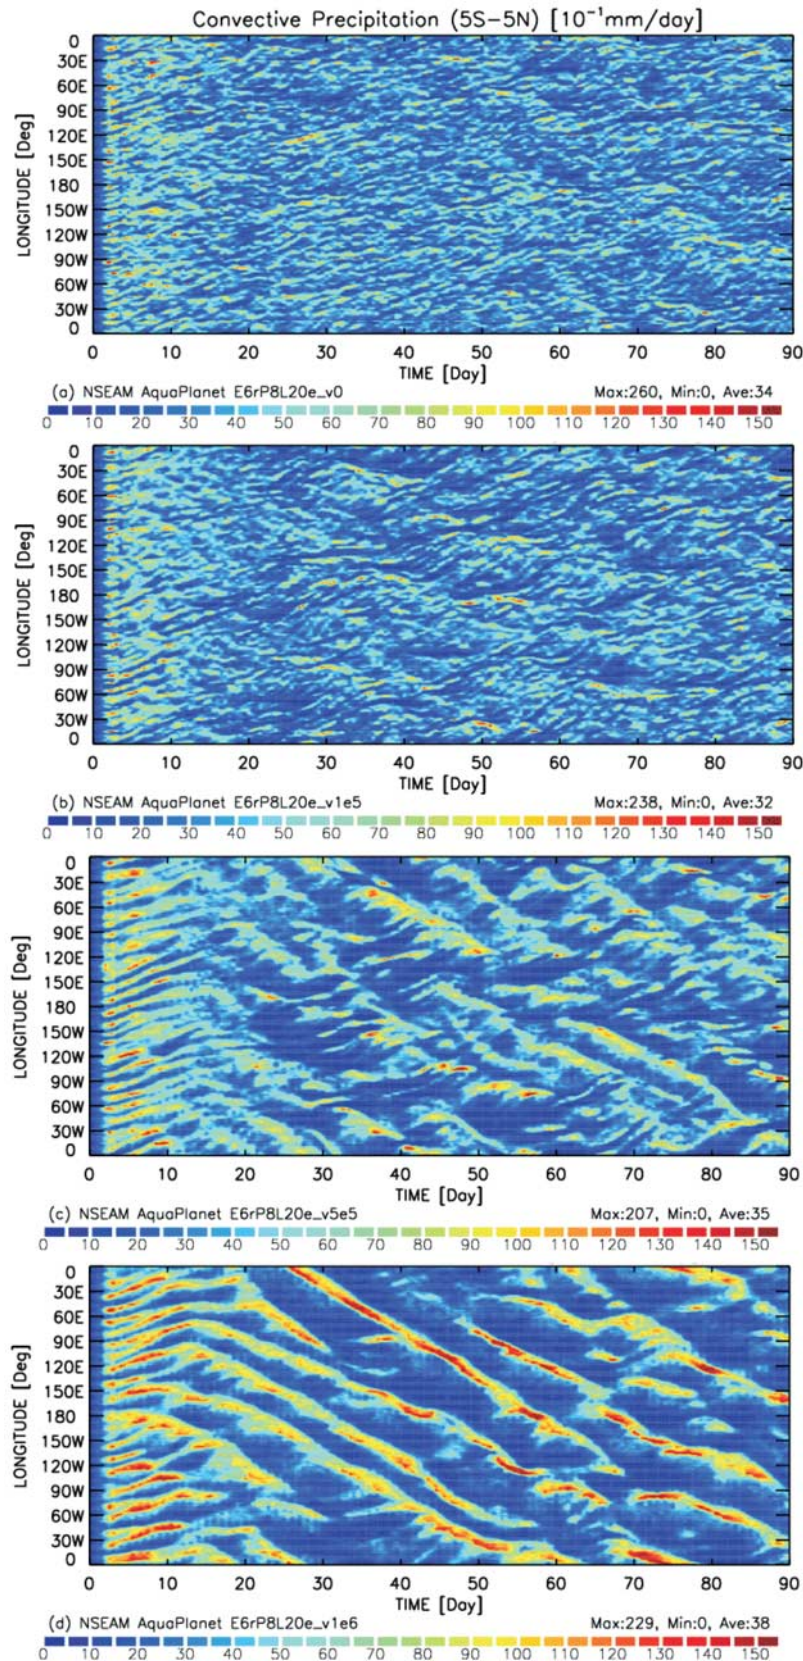 Convective Precipitation (5S–5N) [10⁻¹mm/day]
LONGITUDE [Deg]
0
30E
60E
90E
120E
150E
180
150W
120W
90W
60W
30W
0
0 10 20 30 40 50 60 70 80 90
TIME [Day]
(a) NSEAM AquaPlanet E6rP8L20e_v0 Max:260, Min:0, Ave:34
0 10 20 30 40 50 60 70 80 90 100 110 120 130 140 150
LONGITUDE [Deg]
30E
60E
90E
120E
150E
180
150W
120W
90W
60W
30W
0
0 10 20 30 40 50 60 70 80 90
TIME [Day]
(b) NSEAM AquaPlanet E6rP8L20e_v1e5 Max:238, Min:0, Ave:32
0 10 20 30 40 50 60 70 80 90 100 110 120 130 140 150
LONGITUDE [Deg]
0
30E
60E
90E
120E
150E
180
150W
120W
90W
60W
30W
0
0 10 20 30 40 50 60 70 80 90
TIME [Day]
(c) NSEAM AquaPlanet E6rP8L20e_v5e5 Max:207, Min:0, Ave:35
0 10 20 30 40 50 60 70 80 90 100 110 120 130 140 150
LONGITUDE [Deg]
0
30E
60E
90E
120E
150E
180
150W
120W
90W
60W
30W
0
0 10 20 30 40 50 60 70 80 90
TIME [Day]
(d) NSEAM AquaPlanet E6rP8L20e_v1e6 Max:229, Min:0, Ave:38
0 10 20 30 40 50 60 70 80 90 100 110 120 130 140 150